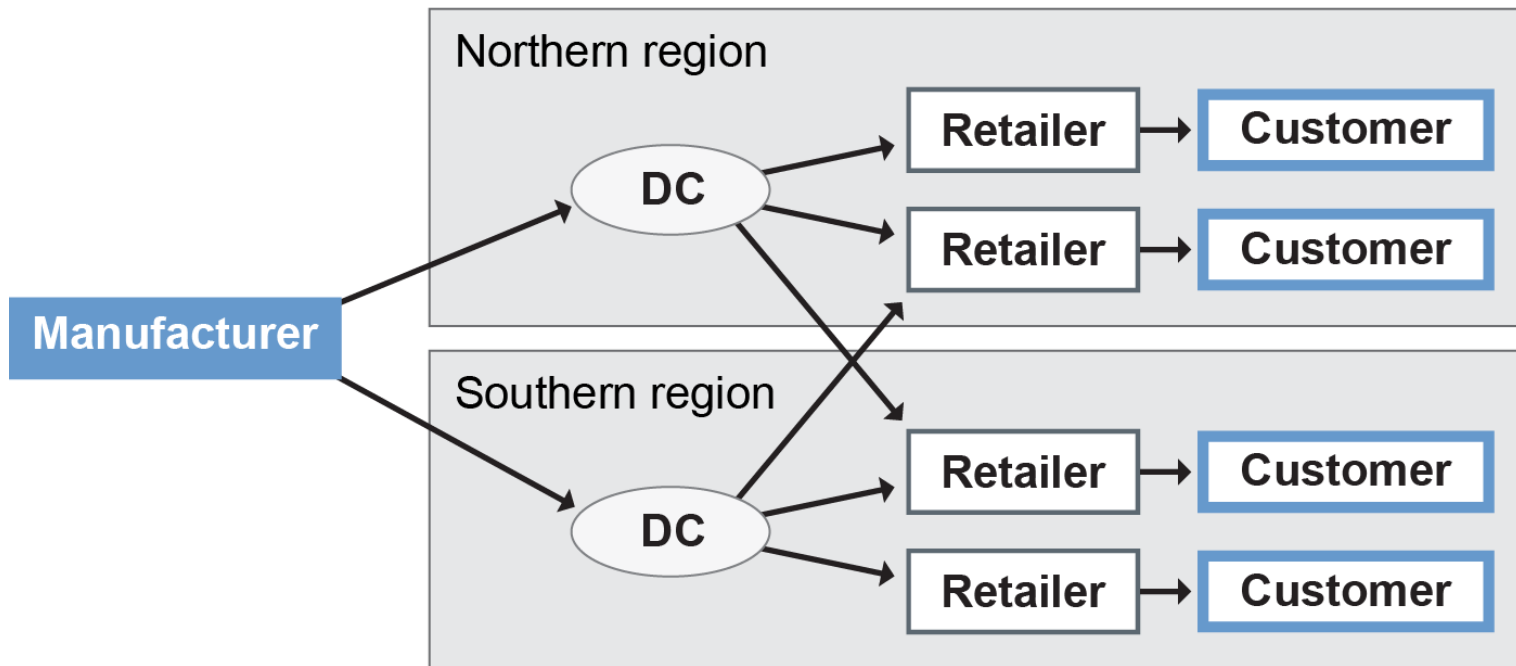 Northern region
Retailer
Customer
DC
Retailer
Customer
Manufacturer
Southern region
Retailer
Customer
DC
Retailer
Customer